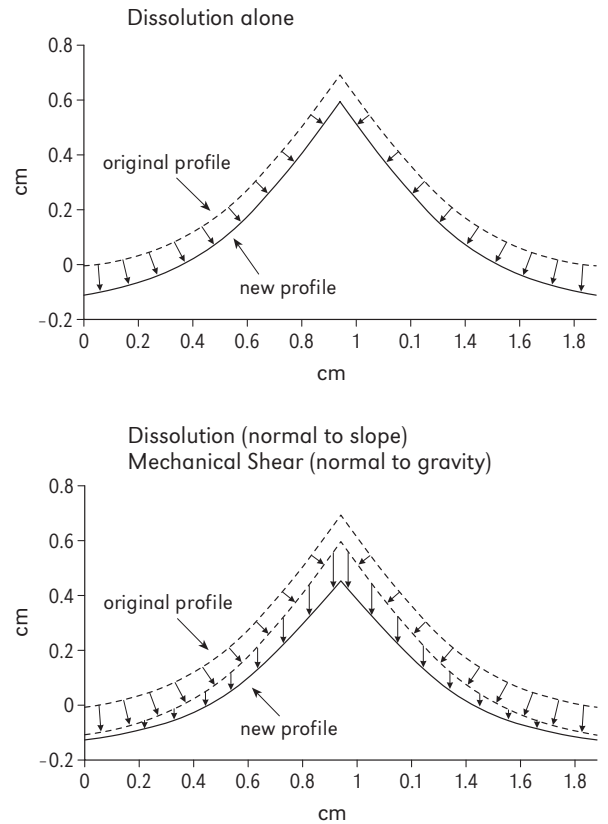 Dissolution alone
0.8
0.6
0.4
0.2
0
−0.2
cm
original profile
new profile
0 0.2 0.4 0.6 0.8 1 0.1 1.4 1.6 1.8
cm
Dissolution (normal to slope)
Mechanical Shear (normal to gravity)
0.8
0.6
0.4
0.2
0
−0.2
cm
original profile
new profile
0 0.2 0.4 0.6 0.8 1 0.1 1.4 1.6 1.8
cm